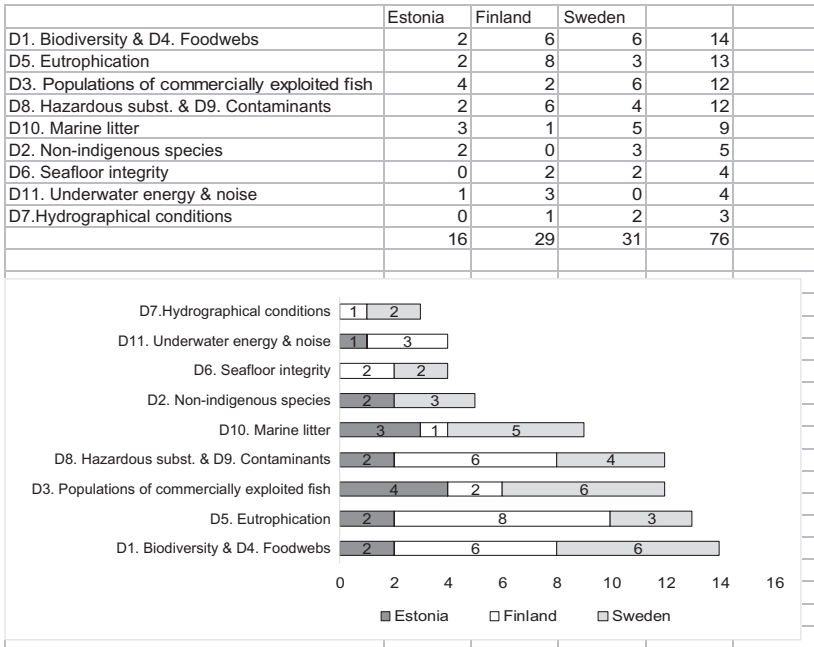 Estonia Finland Sweden
D1. Biodiversity & D4. Foodwebs 2 6 6 14
D5. Eutrophication 2 8 3 13
D3. Populations of commercially exploited fish 4 2 6 12
D8. Hazardous subst. & D9. Contaminants 2 6 4 12
D10. Marine litter 3 1 5 9
D2. Non-indigenous species 2 0 3 5
D6. Seafloor integrity 0 2 2 4
D11. Underwater energy & noise 1 3 0 4
D7.Hydrographical conditions 0 1 2 3
16 29 31 76
D7.Hydrographical conditions 1 2
D11. Underwater energy & noise 1 3
D6. Seafloor integrity 2 2
D2. Non-indigenous species 2 3
D10. Marine litter 3 1 5
D8. Hazardous subst. & D9. Contaminants 2 6 4
D3. Populations of commercially exploited fish 4 2 6
D5. Eutrophication 2 8 3
D1. Biodiversity & D4. Foodwebs 2 6 6
0 2 4 6 8 10 12 14 16
Estonia Finland Sweden